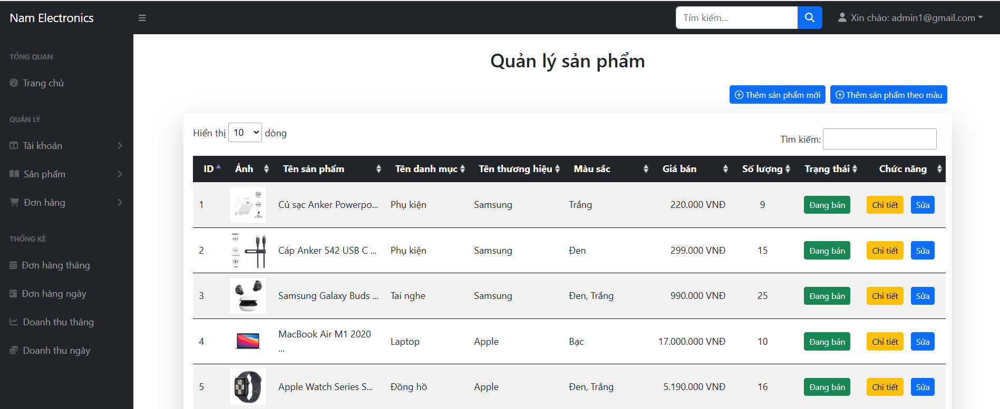 Nam Electronics
Tím kiếm...
Xin chào: admin1@gmail.com
TỔNG QUAN
Trang chủ
QUẢN LÝ
Tài khoản
Sản phẩm
Đơn hàng
THỐNG KÊ
Đơn hàng tháng
Đơn hàng ngày
Doanh thu tháng
Doanh thu ngày
Quản lý sản phẩm
Thêm sản phẩm mới
Thêm sản phẩm theo màu
Hiển thị 10 dòng
Tìm kiếm:
ID Ảnh Tên sản phẩm Tên danh mục Tên thương hiệu Màu sắc Giá bán Số lượng Trạng thái Chức năng
1 Củ sạc Anker Powerpo... Phụ kiện Samsung Trắng 220.000 VNĐ 9 Đang bán Chi tiết Sửa
2 Cáp Anker 542 USB C ... Phụ kiện Samsung Đen 299.000 VNĐ 15 Đang bán Chi tiết Sửa
3 Samsung Galaxy Buds ... Tai nghe Samsung Đen, Trắng 990.000 VNĐ 25 Đang bán Chi tiết Sửa
4 MacBook Air M1 2020 ... Laptop Apple Bạc 17.000.000 VNĐ 10 Đang bán Chi tiết Sửa
5 Apple Watch Series S... Đồng hồ Apple Đen, Trắng 5.190.000 VNĐ 16 Đang bán Chi tiết Sửa